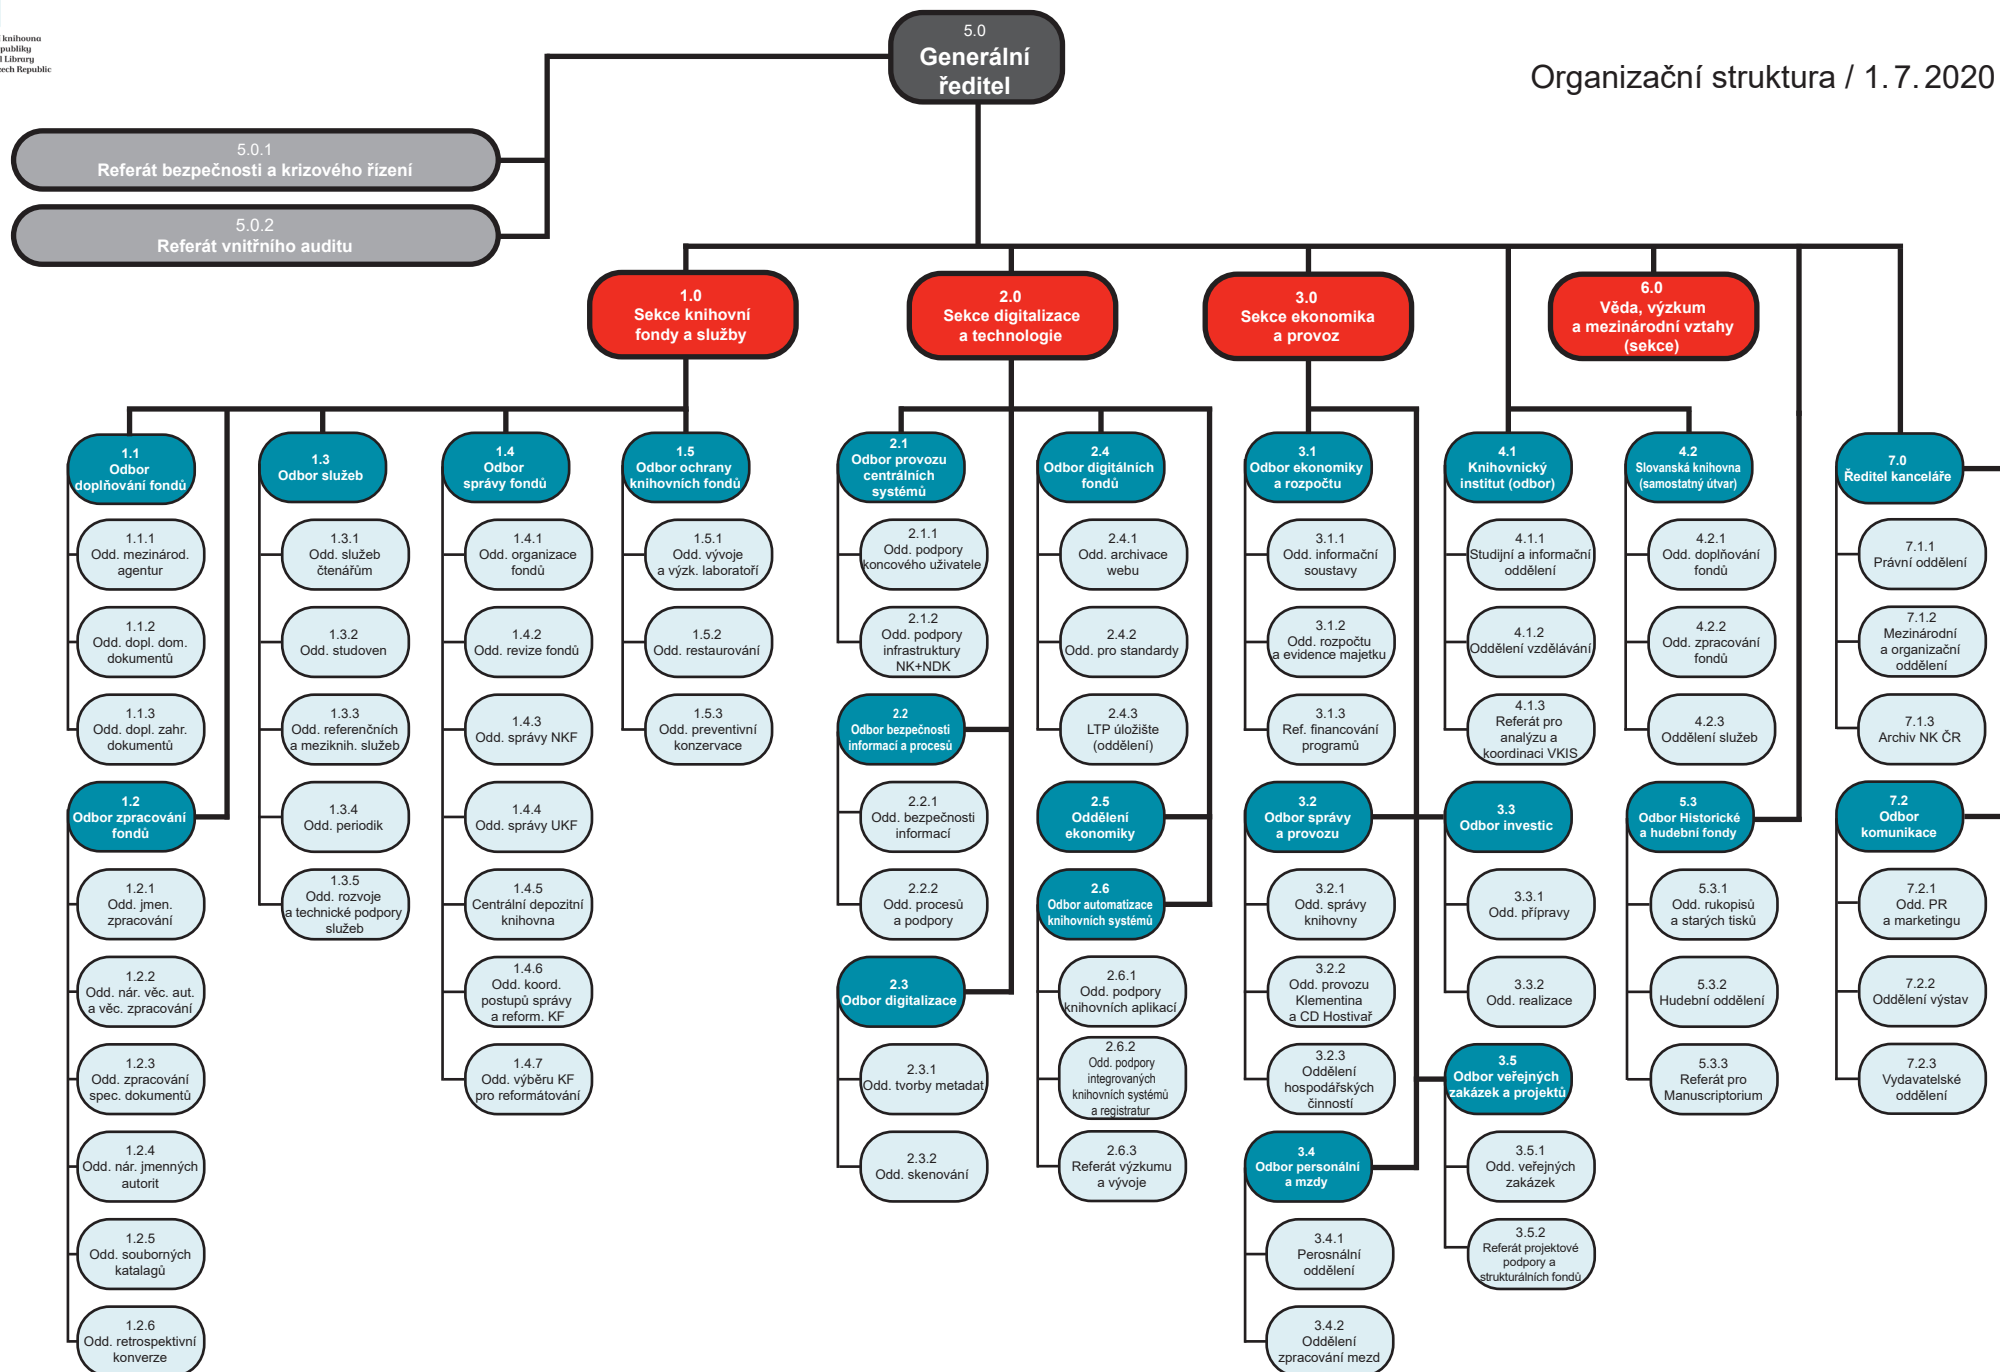 knihovna
publiky
l Library
zech Republic
Organizační struktura / 1. 7. 2020
5.0
Generální
ředitel
5.0.1
Referát bezpečnosti a krizového řízení
5.0.2
Referát vnitřního auditu
1.0
Sekce knihovní
fondy a služby
2.0
Sekce digitalizace
a technologie
3.0
Sekce ekonomika
a provoz
6.0
Věda, výzkum
a mezinárodní vztahy
(sekce)
1.1
Odbor
doplňování fondů
1.1.1
Odd. mezinárod.
agentur
1.1.2
Odd. dopl. dom.
dokumentů
1.1.3
Odd. dopl. zahr.
dokumentů
1.2
Odbor zpracování
fondů
1.2.1
Odd. jmen.
zpracování
1.2.2
Odd. nár. věc. aut.
a věc. zpracování
1.2.3
Odd. zpracování
spec. dokumentů
1.2.4
Odd. nár. jmenných
autorit
1.2.5
Odd. souborných
katalagů
1.2.6
Odd. retrospektivní
konverze
1.3
Odbor služeb
1.3.1
Odd. služeb
čtenářům
1.3.2
Odd. studoven
1.3.3
Odd. referenčních
a meziknih. služeb
1.3.4
Odd. periodik
1.3.5
Odd. rozvoje
a technické podpory
služeb
1.4
Odbor
správy fondů
1.4.1
Odd. organizace
fondů
1.4.2
Odd. revize fondů
1.4.3
Odd. správy NKF
1.4.4
Odd. správy UKF
1.4.5
Centrální depozitní
knihovna
1.4.6
Odd. koord.
postupů správy
a reform. KF
1.4.7
Odd. výběru KF
pro reformátování
1.5
Odbor ochrany
knihovních fondů
1.5.1
Odd. vývoje
a výzk. laboratoří
1.5.2
Odd. restaurování
1.5.3
Odd. preventivní
konzervace
2.1
Odbor provozu
centrálních
systémů
2.1.1
Odd. podpory
koncového uživatele
2.1.2
Odd. podpory
infrastruktury
NK+NDK
2.2
Odbor bezpečnosti
informací a procesů
2.2.1
Odd. bezpečnosti
informací
2.2.2
Odd. procesů
a podpory
2.3
Odbor digitalizace
2.3.1
Odd. tvorby metadat
2.3.2
Odd. skenování
2.4
Odbor digitálních
fondů
2.4.1
Odd. archivace
webu
2.4.2
Odd. pro standardy
2.4.3
LTP úložište
(oddělení)
2.5
Oddělení
ekonomiky
2.6
Odbor automatizace
knihovních systémů
2.6.1
Odd. podpory
knihovních aplikací
2.6.2
Odd. podpory
integrovaných
knihovních systémů
a registratur
2.6.3
Referát výzkumu
a vývoje
3.1
Odbor ekonomiky
a rozpočtu
3.1.1
Odd. informační
soustavy
3.1.2
Odd. rozpočtu
a evidence majetku
3.1.3
Ref. financování
programů
3.2
Odbor správy
a provozu
3.2.1
Odd. správy
knihovny
3.2.2
Odd. provozu
Klementina
a CD Hostivař
3.2.3
Oddělení
hospodářských
činností
3.4
Odbor personální
a mzdy
3.4.1
Perosnální
oddělení
3.4.2
Oddělení
zpracování mezd
4.1
Knihovnický
institut (odbor)
4.1.1
Studijní a informační
oddělení
4.1.2
Oddělení vzdělávání
4.1.3
Referát pro
analýzu a
koordinaci VKIS
3.3
Odbor investic
3.3.1
Odd. přípravy
3.3.2
Odd. realizace
3.5
Odbor veřejných
zakázek a projektů
3.5.1
Odd. veřejných
zakázek
3.5.2
Referát projektové
podpory a
strukturálních fondů
4.2
Slovanská knihovna
(samostatný útvar)
4.2.1
Odd. doplňování
fondů
4.2.2
Odd. zpracování
fondů
4.2.3
Oddělení služeb
5.3
Odbor Historické
a hudební fondy
5.3.1
Odd. rukopisů
a starých tisků
5.3.2
Hudební oddělení
5.3.3
Referát pro
Manuscriptorium
7.0
Ředitel kanceláře
7.1.1
Právní oddělení
7.1.2
Mezinárodní
a organizační
oddělení
7.1.3
Archiv NK ČR
7.2
Odbor
komunikace
7.2.1
Odd. PR
a marketingu
7.2.2
Oddělení výstav
7.2.3
Vydavatelské
oddělení